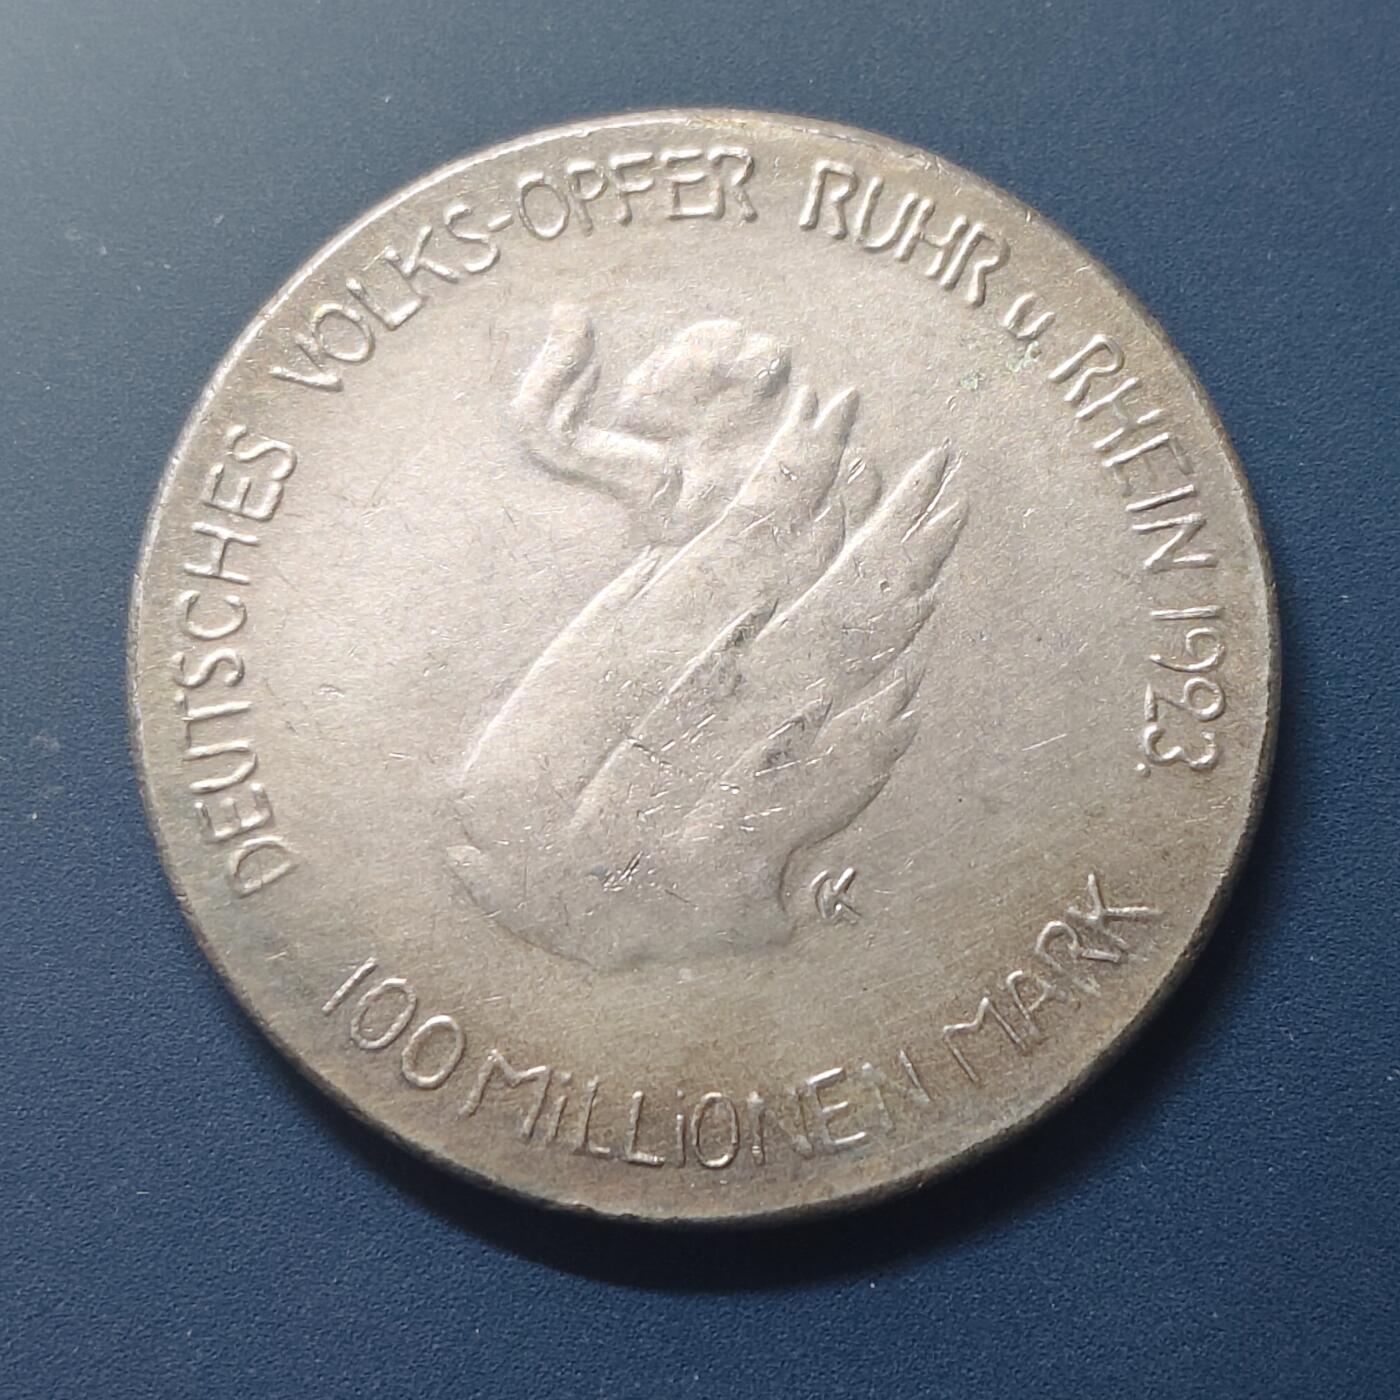 DEUTSCHES VOLKS-OPFER RUHR u. RHEIN 1923.
100 MiLLiONEN MARK
K